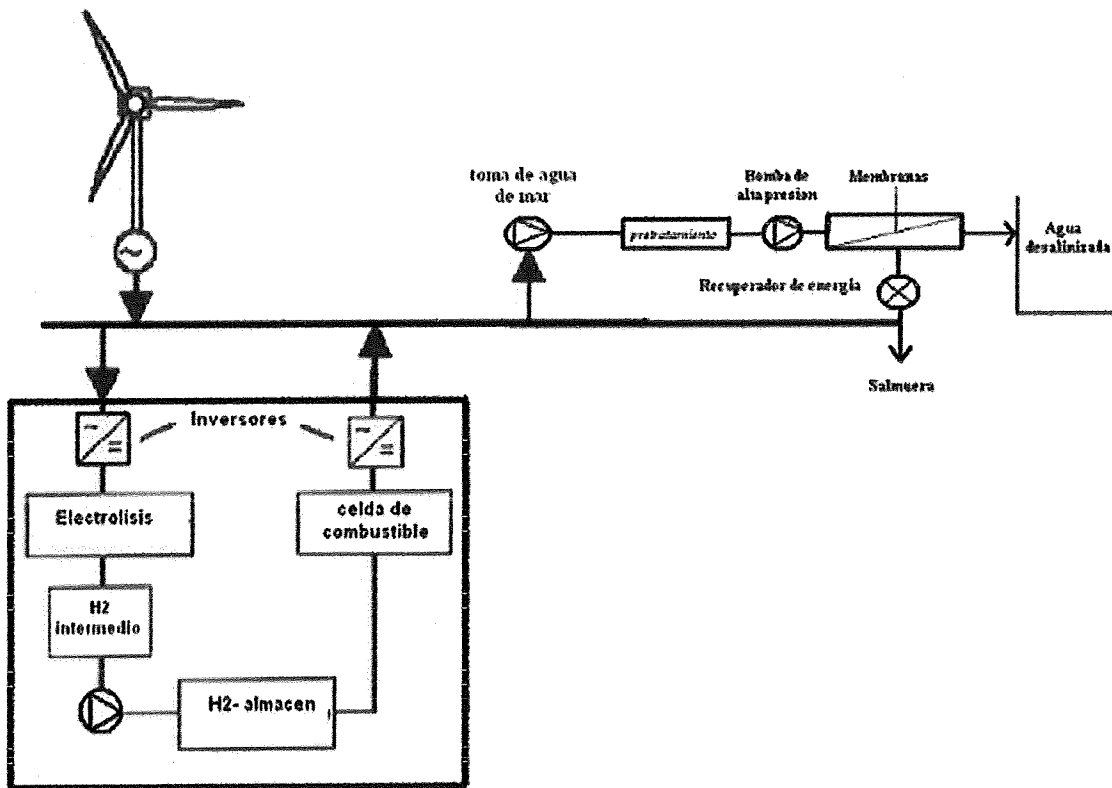 toma de agua
de mar
Bomba de
alta presion
Membranas
pretratamiento
Agua
desalinizada
Recuperador de energía
Salmuera
Inversores
Electrolisis
celda de
combustible
H2
intermedio
H2- almacen